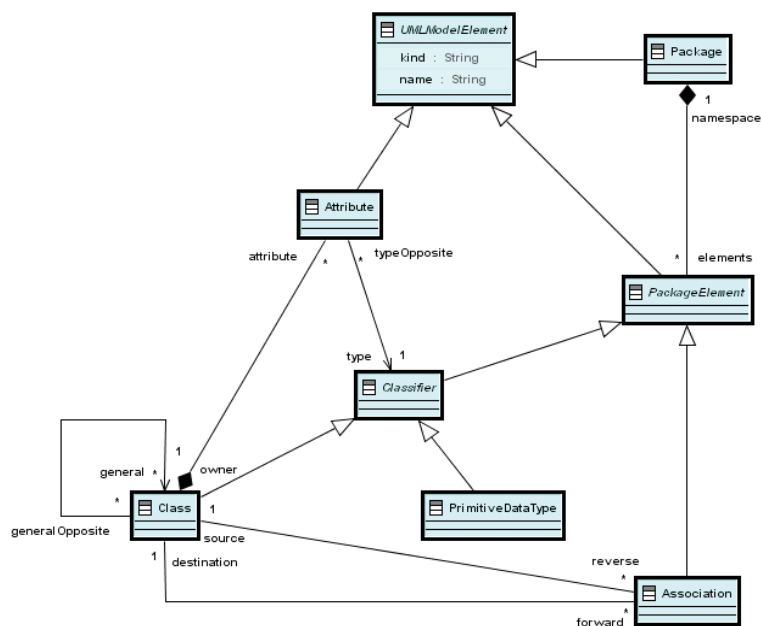 UMLModelElement
kind : String
name : String
Package
1
namespace
Attribute
attribute
*
*
typeOpposite
*
elements
PackageElement
type
1
Classifier
1
general
*
owner
*
Class
1
PrimitiveDataType
generalOpposite
source
1
destination
reverse
*
Association
forward
*